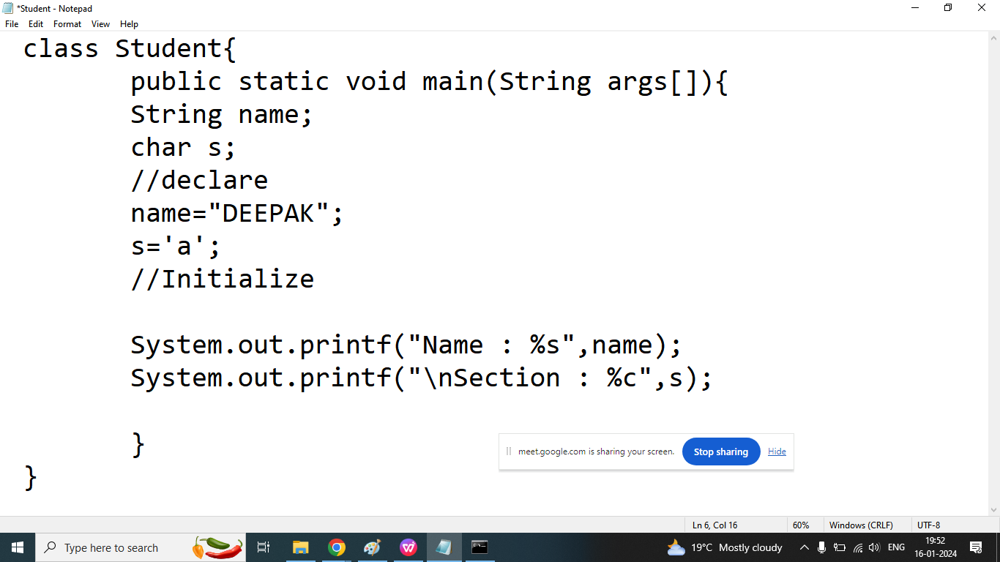 *Student - Notepad
File Edit Format View Help
class Student{
public static void main(String args[]){
String name;
char s;
//declare
name="DEEPAK";
s='a';
//Initialize
System.out.printf("Name : %s",name);
System.out.printf("\nSection : %c",s);
}
}
meet.google.com is sharing your screen. Stop sharing Hide
Ln 6, Col 16 60% Windows (CRLF) UTF-8
Type here to search 19°C Mostly cloudy ENG 19:52
16-01-2024